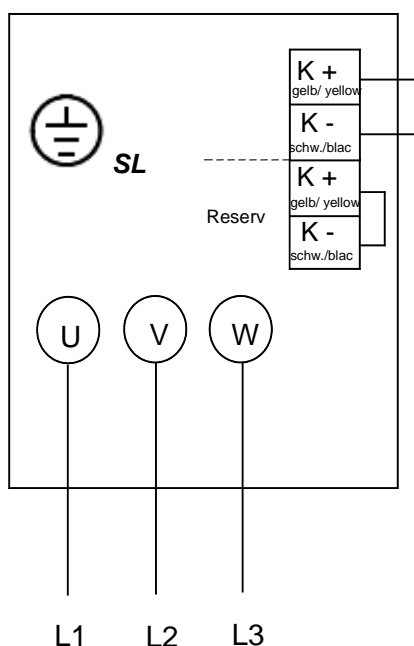 K +
gelb/ yellow
K -
schw./blac
SL
K +
gelb/ yellow
Reserv
K -
schw./blac
U V W
L1 L2 L3